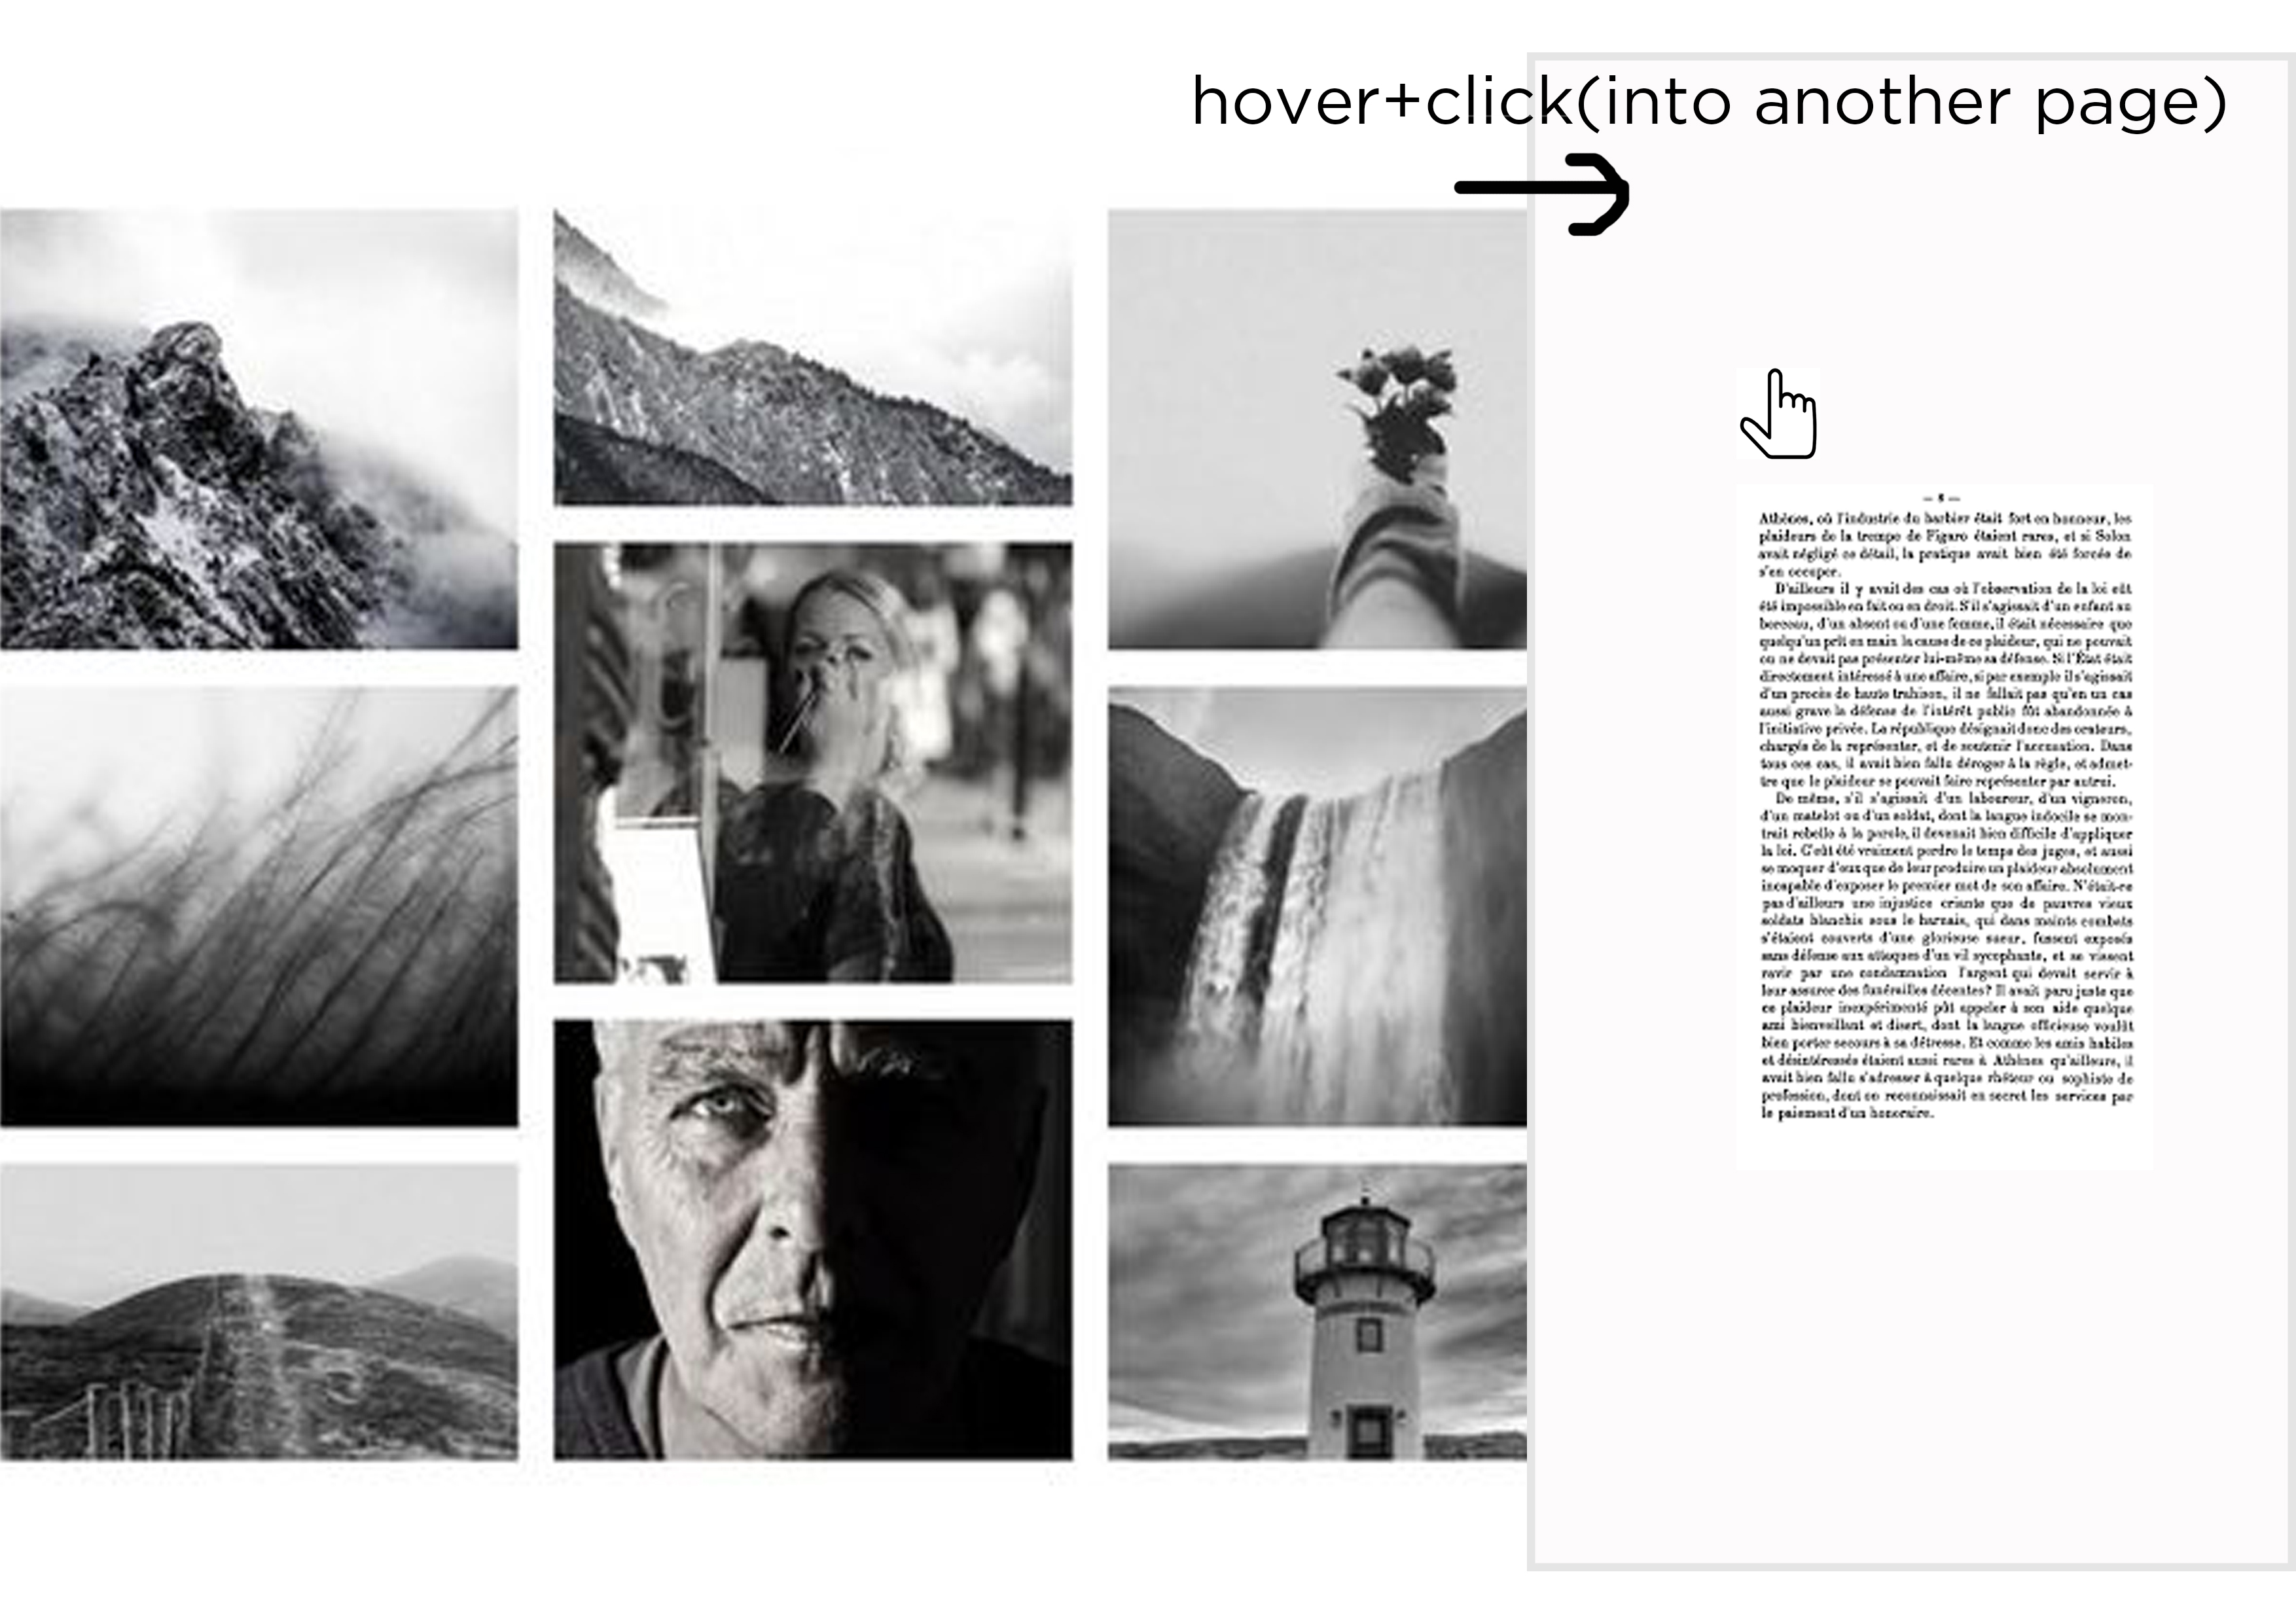 hover+click(into another page)
— 8 —
Athènes, où l'industrie du barbier était fort en honneur, les
plaideurs de la trempe de Figaro étaient rares, et si Solon
avait négligé ce détail, la pratique avait bien été forcée de
s'en occuper.
D'ailleurs il y avait des cas où l'observation de la loi eût
été impossible en fait ou en droit. S'il s'agissait d'un enfant au
berceau, d'un absent ou d'une femme, il était nécessaire que
quelqu'un prît en main la cause de ce plaideur, qui ne pouvait
ou ne devait pas présenter lui-même sa défense. Si l'État était
directement intéressé à une affaire, si par exemple il s'agissait
d'un procès de haute trahison, il ne fallait pas qu'en un cas
aussi grave la défense de l'intérêt public fût abandonnée à
l'initiative privée. La république désignait donc des orateurs,
chargés de la représenter, et de soutenir l'accusation. Dans
tous ces cas, il avait bien fallu déroger à la règle, et admet-
tre que le plaideur se pouvait faire représenter par autrui.
De même, s'il s'agissait d'un laboureur, d'un vigneron,
d'un matelot ou d'un soldat, dont la langue indocile se mon-
trait rebelle à la parole, il devenait bien difficile d'appliquer
la loi. C'eût été vraiment perdre le temps des juges, et aussi
se moquer d'eux que de leur produire un plaideur absolument
incapable d'exposer le premier mot de son affaire. N'était-ce
pas d'ailleurs une injustice criante que de pauvres vieux
soldats blanchis sous le harnais, qui dans maints combats
s'étaient couverts d'une glorieuse sueur, fussent exposés
sans défense aux attaques d'un vil sycophante, et se vissent
ravir par une condamnation l'argent qui devait servir à
leur assurer des funérailles décentes? Il avait paru juste que
ce plaideur inexpérimenté pût appeler à son aide quelque
ami bienveillant et disert, dont la langue officieuse voulût
bien porter secours à sa détresse. Et comme les amis habiles
et désintéressés étaient aussi rares à Athènes qu'ailleurs, il
avait bien fallu s'adresser à quelque rhéteur ou sophiste de
profession, dont on reconnaissait en secret les services par
le paiement d'un honoraire.